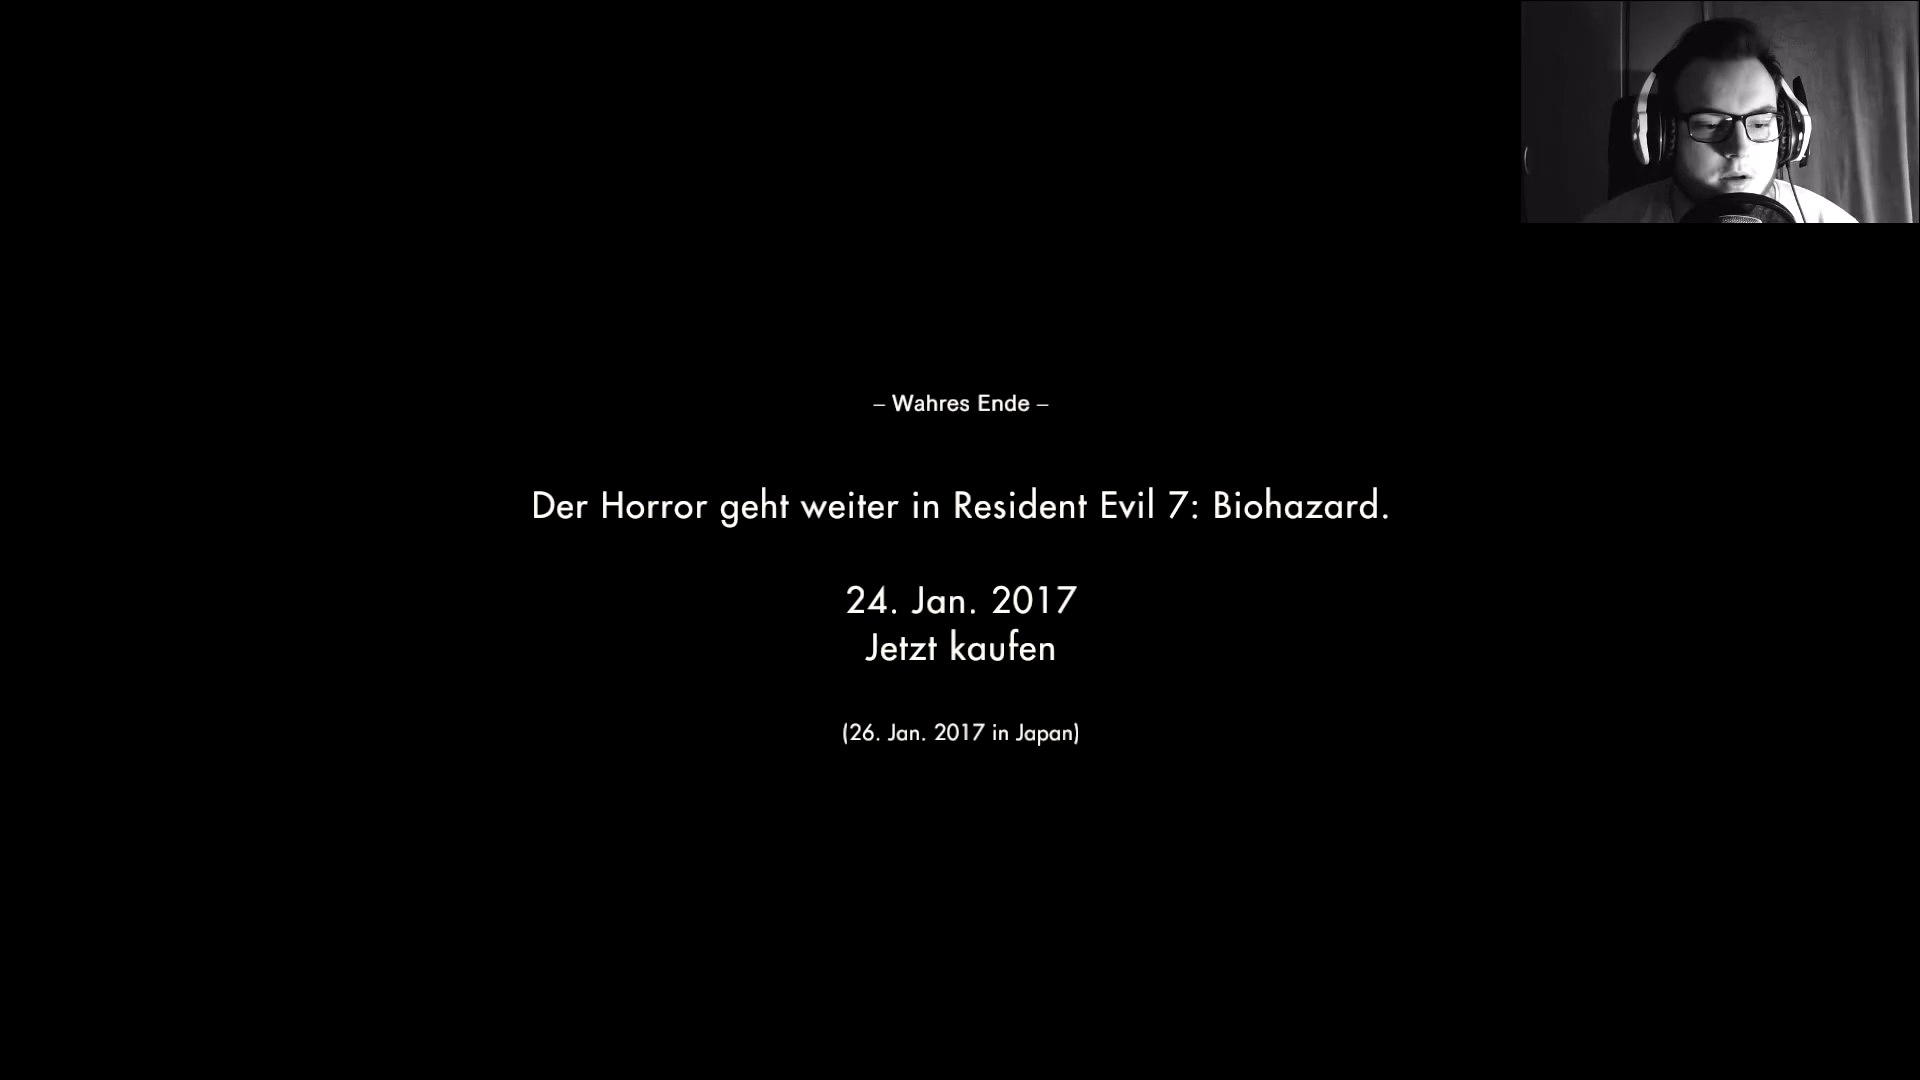 – Wahres Ende –
Der Horror geht weiter in Resident Evil 7: Biohazard.
24. Jan. 2017
Jetzt kaufen
(26. Jan. 2017 in Japan)